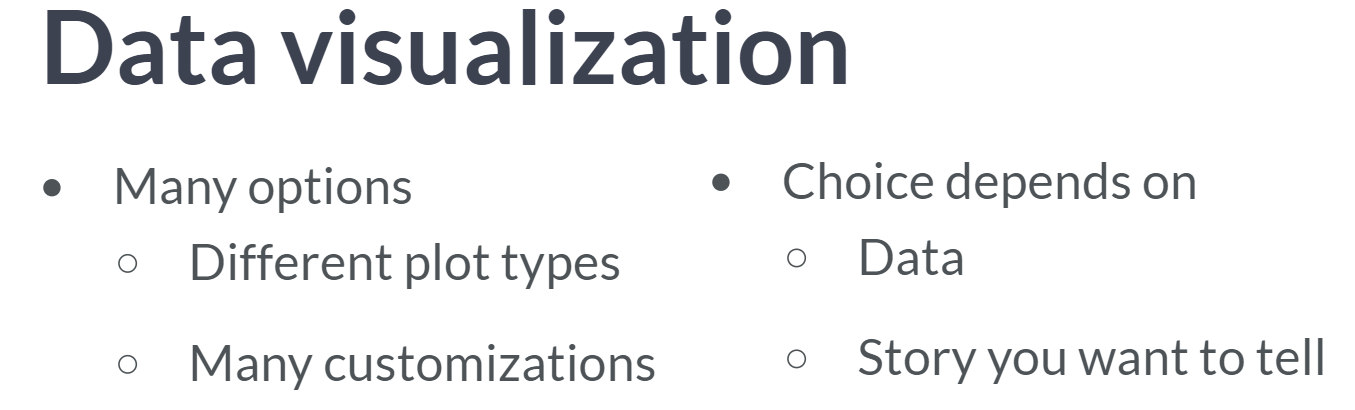 Data visualization
• Many options
○ Different plot types
○ Many customizations
• Choice depends on
○ Data
○ Story you want to tell